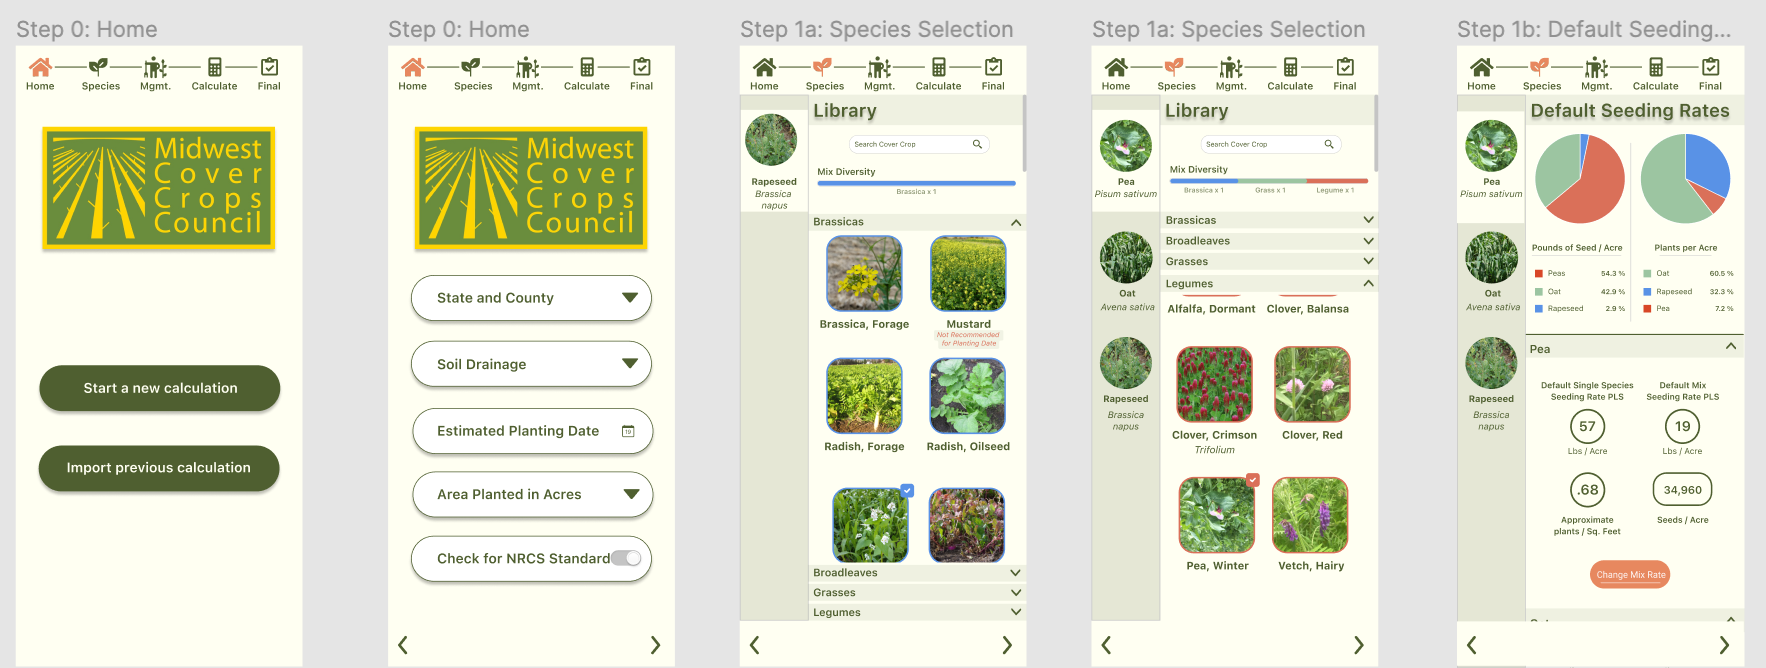 Step 0: Home
Home
Species
Mgmt.
Calculate
Final
Midwest
Cover
Crops
Council
Start a new calculation
Import previous calculation
Step 0: Home
Home
Species
Mgmt.
Calculate
Final
Midwest
Cover
Crops
Council
State and County
Soil Drainage
Estimated Planting Date
19
Area Planted in Acres
Check for NRCS Standard
Step 1a: Species Selection
Home
Species
Mgmt.
Calculate
Final
Rapeseed
Brassica
napus
Library
Search Cover Crop
Mix Diversity
Brassica x 1
Brassicas
Brassica, Forage
Mustard
Not Recommended
for Planting Date
Radish, Forage
Radish, Oilseed
Broadleaves
Grasses
Legumes
Step 1a: Species Selection
Home
Species
Mgmt.
Calculate
Final
Pea
Pisum sativum
Oat
Avena sativa
Rapeseed
Brassica
napus
Library
Search Cover Crop
Mix Diversity
Brassica x 1
Grass x 1
Legume x 1
Brassicas
Broadleaves
Grasses
Legumes
Alfalfa, Dormant
Clover, Balansa
Clover, Crimson
Trifolium
Clover, Red
Pea, Winter
Vetch, Hairy
Step 1b: Default Seeding...
Home
Species
Mgmt.
Calculate
Final
Pea
Pisum sativum
Oat
Avena sativa
Rapeseed
Brassica
napus
Default Seeding Rates
Pounds of Seed / Acre
Peas 54.3 %
Oat 42.9 %
Rapeseed 2.9 %
Plants per Acre
Oat 60.5 %
Rapeseed 32.3 %
Pea 7.2 %
Pea
Default Single Species
Seeding Rate PLS
57
Lbs / Acre
Default Mix
Seeding Rate PLS
19
Lbs / Acre
.68
Approximate
plants / Sq. Feet
34,960
Seeds / Acre
Change Mix Rate